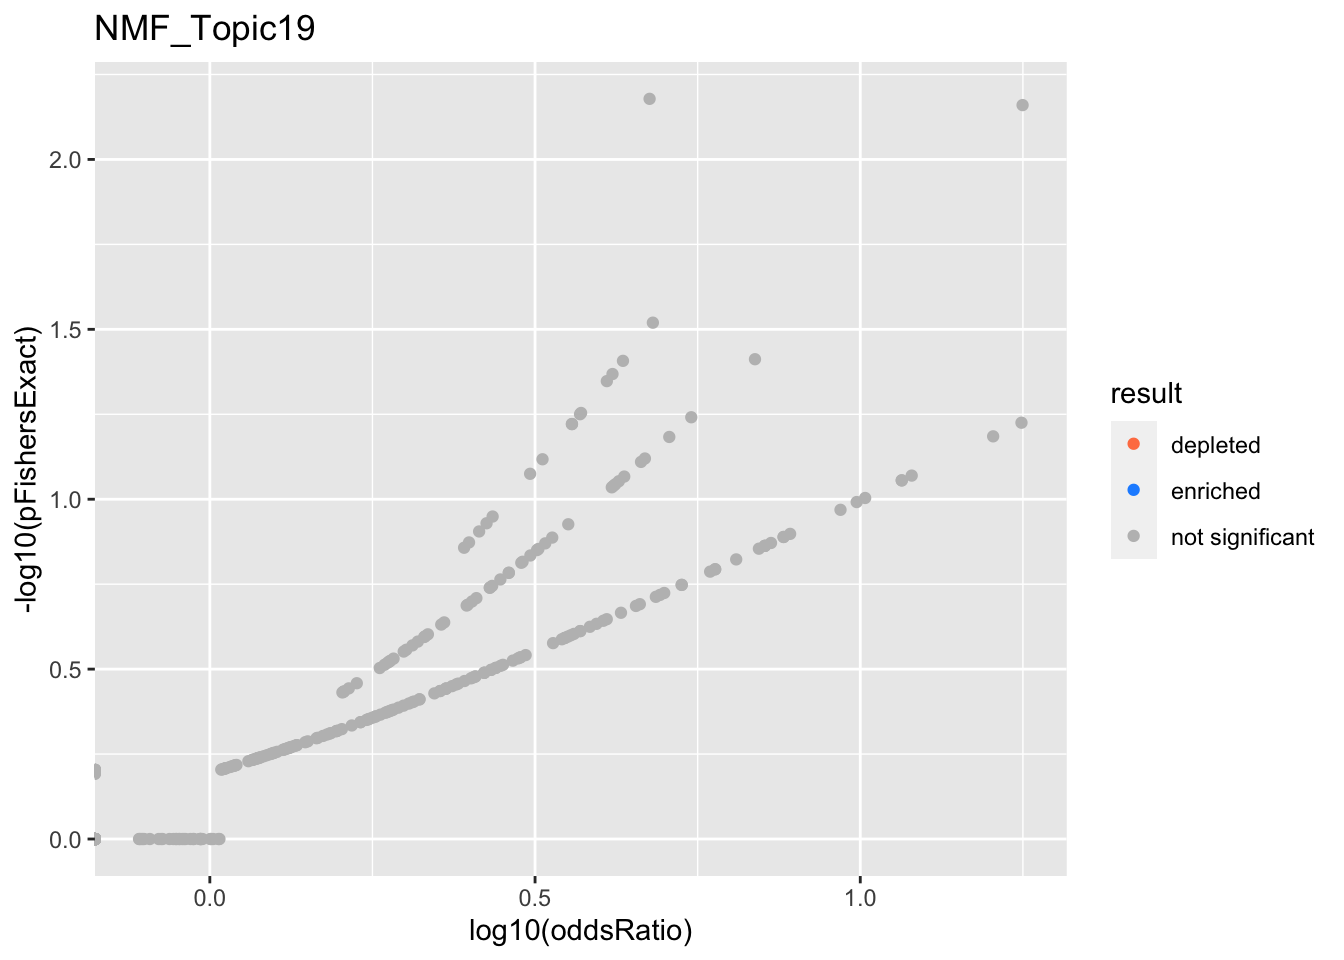 NMF_Topic19
2.0
1.5
1.0
0.5
0.0
-log10(pFishersExact)
0.0
0.5
1.0
log10(oddsRatio)
result
depleted
enriched
not significant